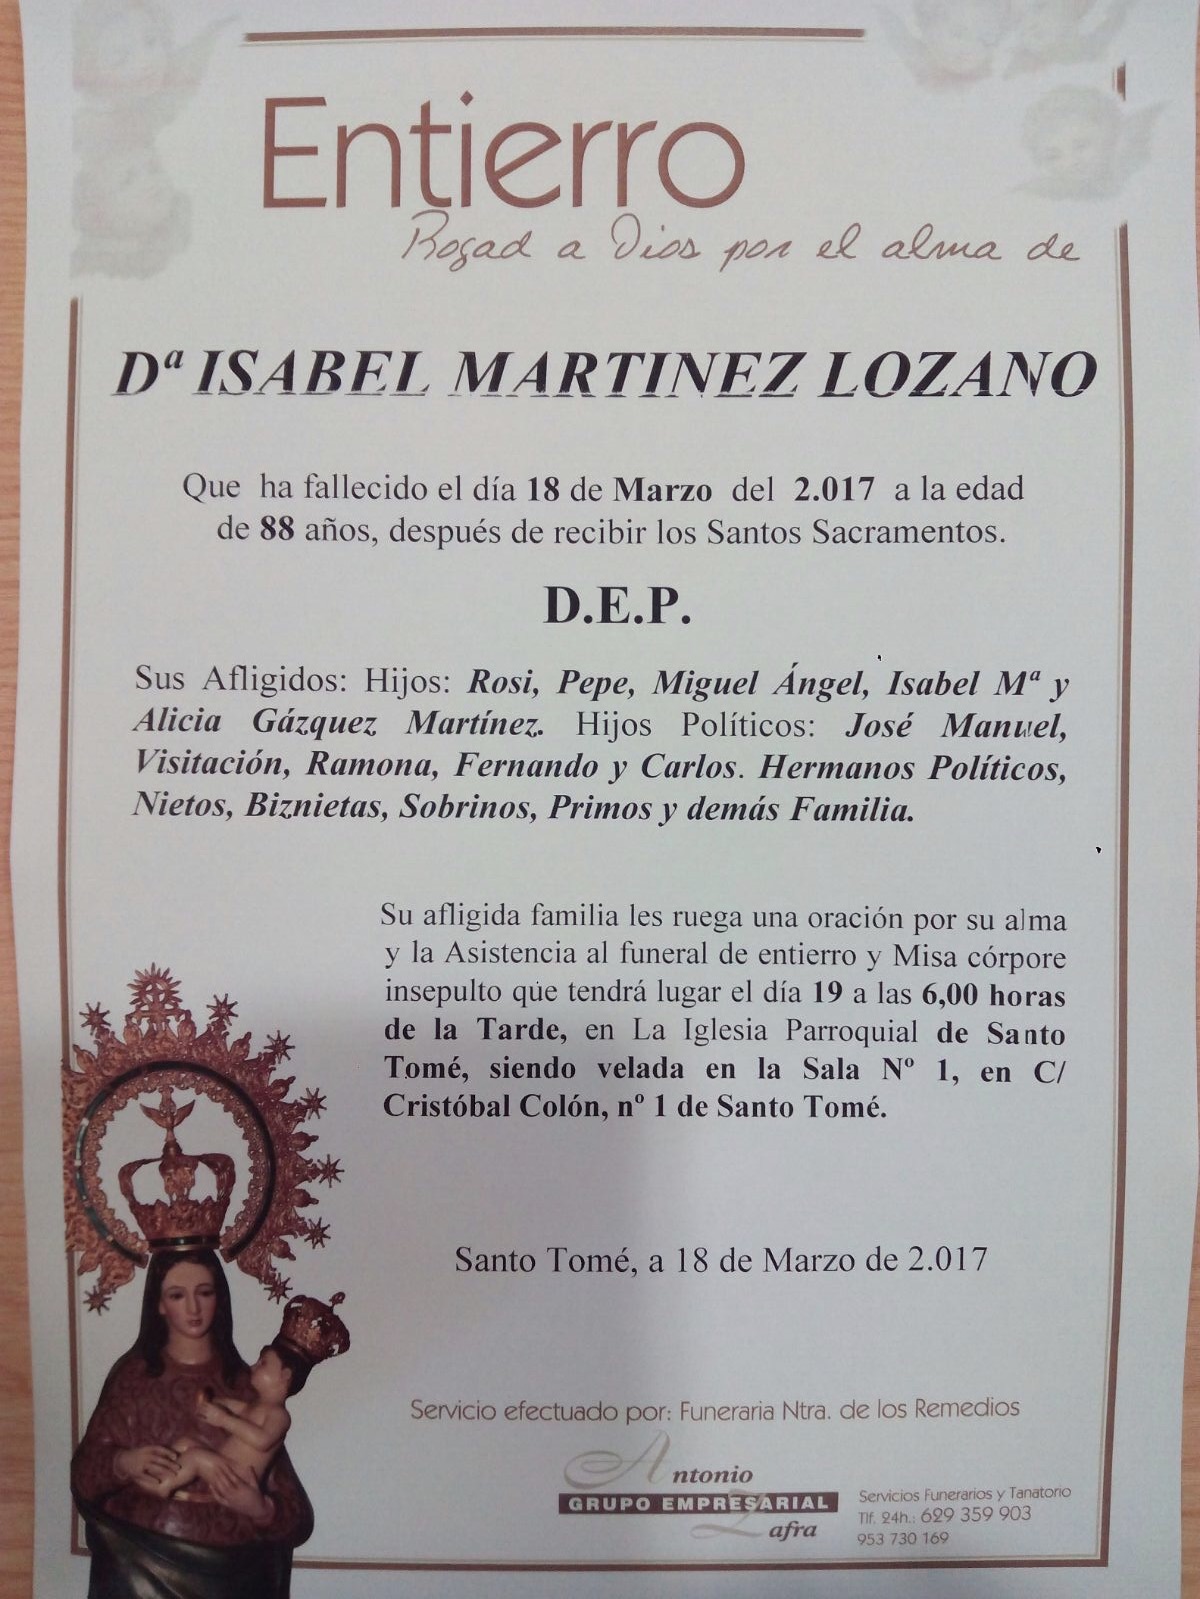 Entierro
Rogad a Dios por el alma de
Dª ISABEL MARTINEZ LOZANO
Que ha fallecido el día 18 de Marzo del 2.017 a la edad
de 88 años, después de recibir los Santos Sacramentos.
D.E.P.
Sus Afligidos: Hijos: Rosi, Pepe, Miguel Ángel, Isabel Mª y
Alicia Gázquez Martínez. Hijos Políticos: José Manuel,
Visitación, Ramona, Fernando y Carlos. Hermanos Políticos,
Nietos, Biznietas, Sobrinos, Primos y demás Familia.
Su afligida familia les ruega una oración por su alma
y la Asistencia al funeral de entierro y Misa córpore
insepulto que tendrá lugar el día 19 a las 6,00 horas
de la Tarde, en La Iglesia Parroquial de Santo
Tomé, siendo velada en la Sala Nº 1, en C/
Cristóbal Colón, nº 1 de Santo Tomé.
Santo Tomé, a 18 de Marzo de 2.017
Servicio efectuado por: Funeraria Ntra. de los Remedios
Antonio
GRUPO EMPRESARIAL
Zafra
Servicios Funerarios y Tanatorio
Tlf. 24h.: 629 359 903
953 730 169